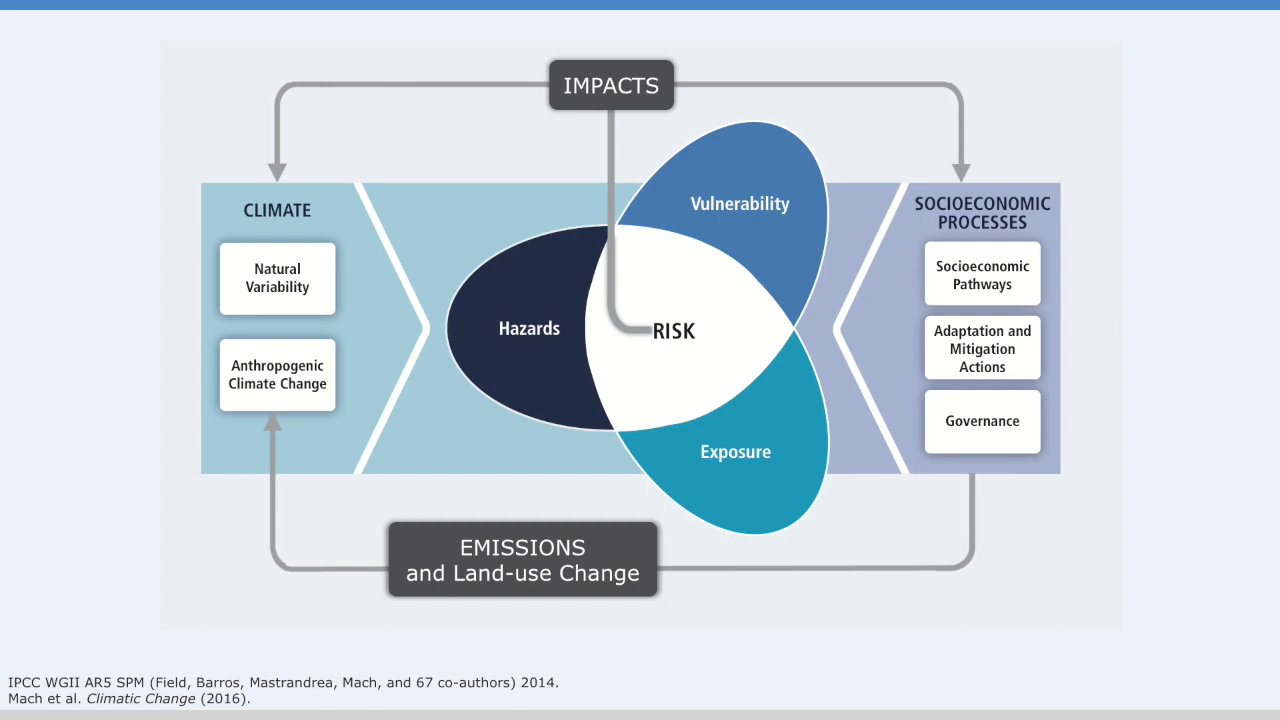 IMPACTS
CLIMATE
Natural
Variability
Anthropogenic
Climate Change
Hazards
Vulnerability
RISK
Exposure
SOCIOECONOMIC
PROCESSES
Socioeconomic
Pathways
Adaptation and
Mitigation
Actions
Governance
EMISSIONS
and Land-use Change
IPCC WGII AR5 SPM (Field, Barros, Mastrandrea, Mach, and 67 co-authors) 2014.
Mach et al. Climatic Change (2016).